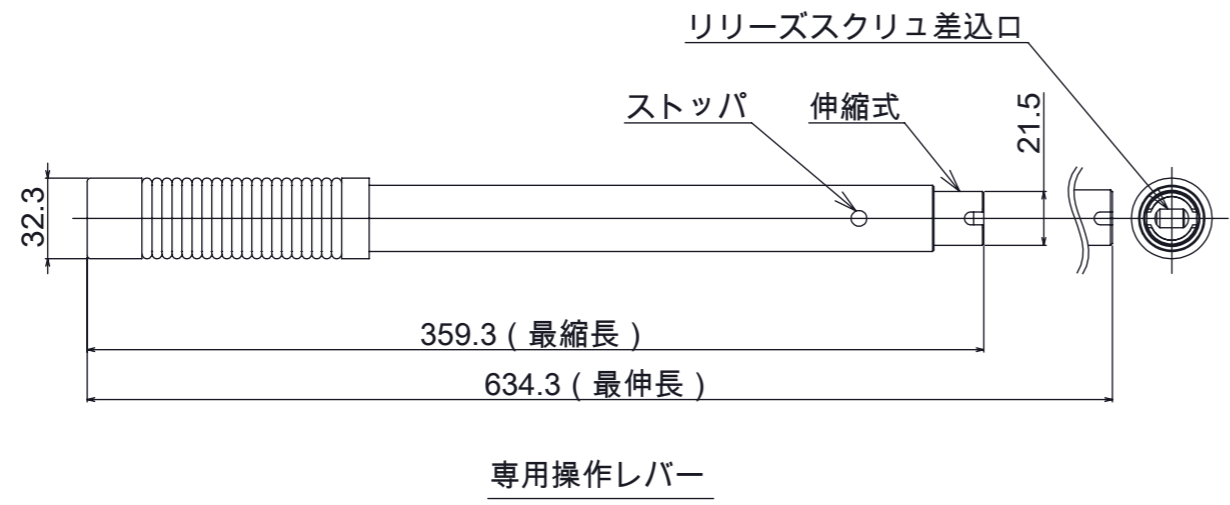 リリーズスクリュ差込口
ストッパ
伸縮式
21.5
32.3
359.3（最縮長）
634.3（最伸長）
専用操作レバー